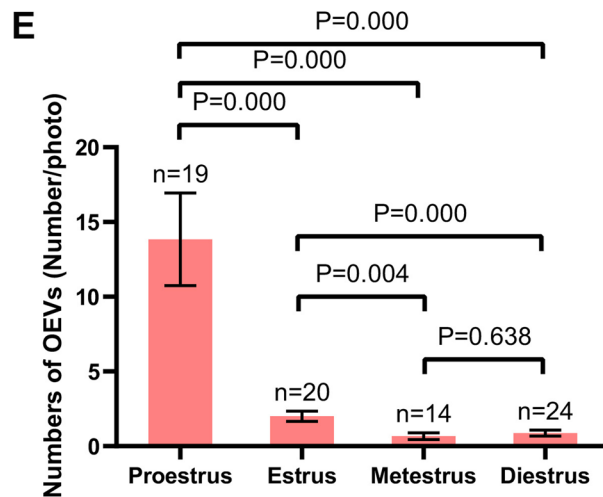 E
P=0.000
P=0.000
P=0.000
Numbers of OEVs (Number/photo)
20
15
10
5
0
n=19
P=0.000
P=0.004
P=0.638
n=20
n=14
n=24
Proestrus
Estrus
Metestrus
Diestrus